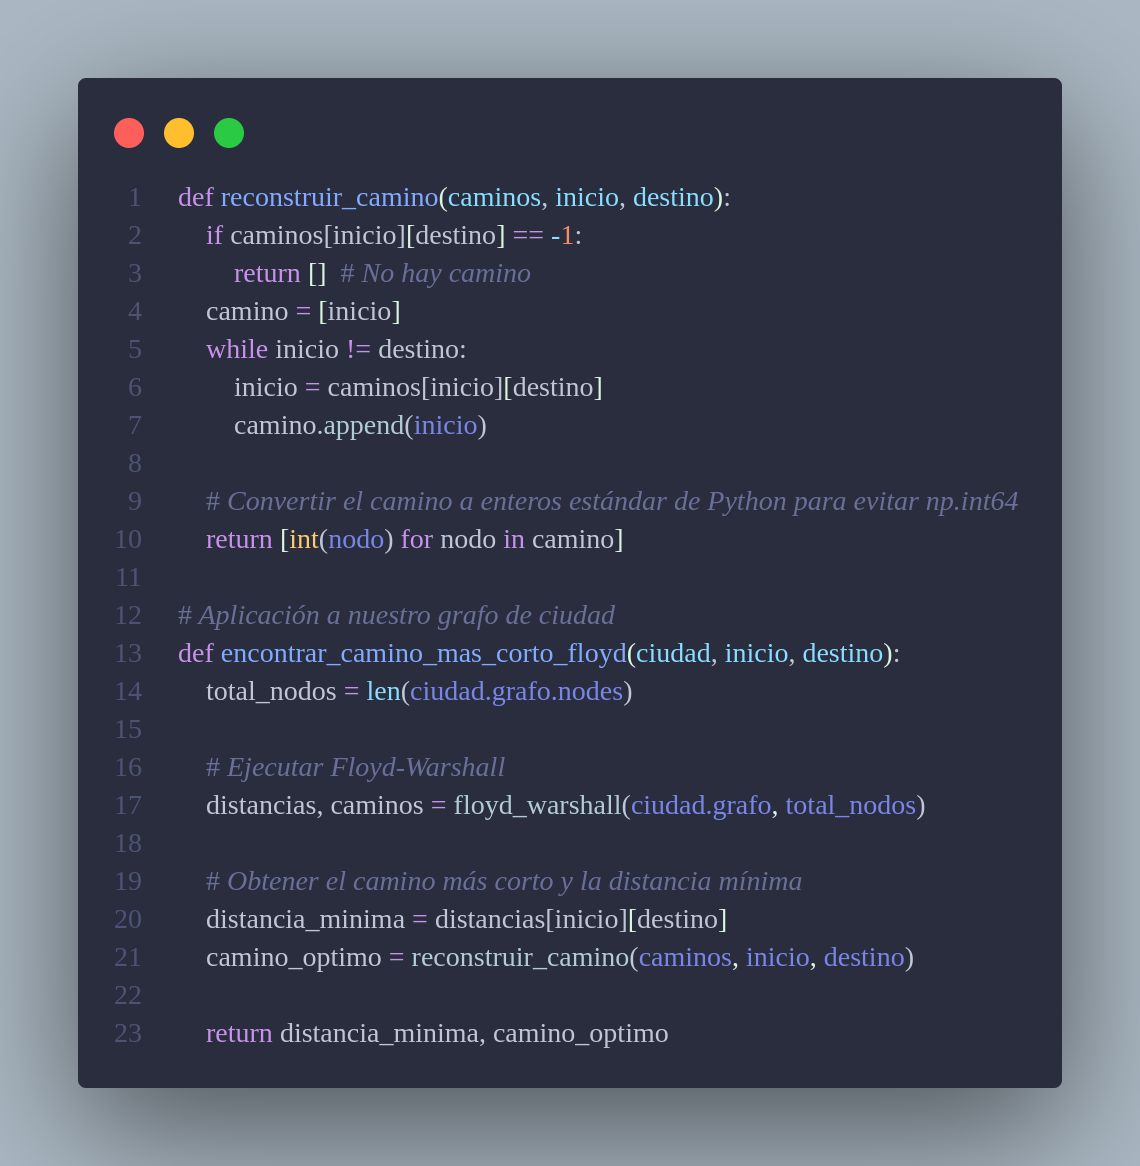 1 def reconstruir_camino(caminos, inicio, destino):
2     if caminos[inicio][destino] == -1:
3         return []  # No hay camino
4     camino = [inicio]
5     while inicio != destino:
6         inicio = caminos[inicio][destino]
7         camino.append(inicio)
8
9     # Convertir el camino a enteros estándar de Python para evitar np.int64
10     return [int(nodo) for nodo in camino]
11
12 # Aplicación a nuestro grafo de ciudad
13 def encontrar_camino_mas_corto_floyd(ciudad, inicio, destino):
14     total_nodos = len(ciudad.grafo.nodes)
15
16     # Ejecutar Floyd-Warshall
17     distancias, caminos = floyd_warshall(ciudad.grafo, total_nodos)
18
19     # Obtener el camino más corto y la distancia mínima
20     distancia_minima = distancias[inicio][destino]
21     camino_optimo = reconstruir_camino(caminos, inicio, destino)
22
23     return distancia_minima, camino_optimo